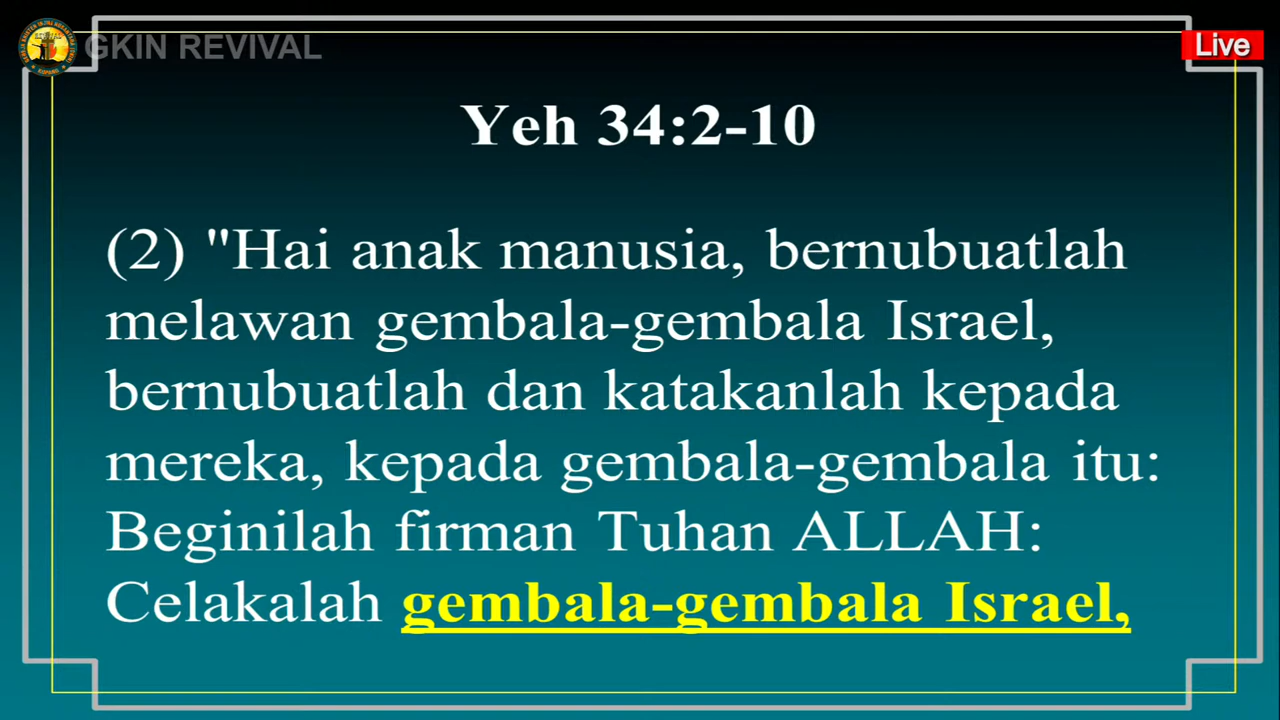 GKIN REVIVAL
Live
Yeh 34:2-10
(2) "Hai anak manusia, bernubuatlah
melawan gembala-gembala Israel,
bernubuatlah dan katakanlah kepada
mereka, kepada gembala-gembala itu:
Beginilah firman Tuhan ALLAH:
Celakalah gembala-gembala Israel,